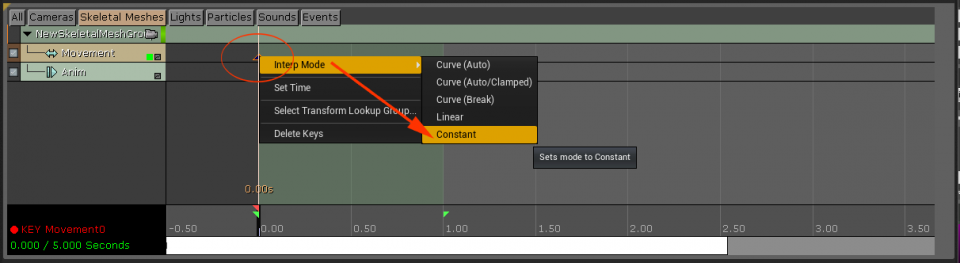 All Cameras Skeletal Meshes Lights Particles Sounds Events
NewSkeletalMeshGro
Movement
Anim
Interp Mode
Set Time
Select Transform Lookup Group...
Delete Keys
Curve (Auto)
Curve (Auto/Clamped)
Curve (Break)
Linear
Constant
Sets mode to Constant
0.00s
KEY Movement0
0.000 / 5.000 Seconds
-0.50 0.00 0.50 1.00 1.50 2.00 2.50 3.00 3.50